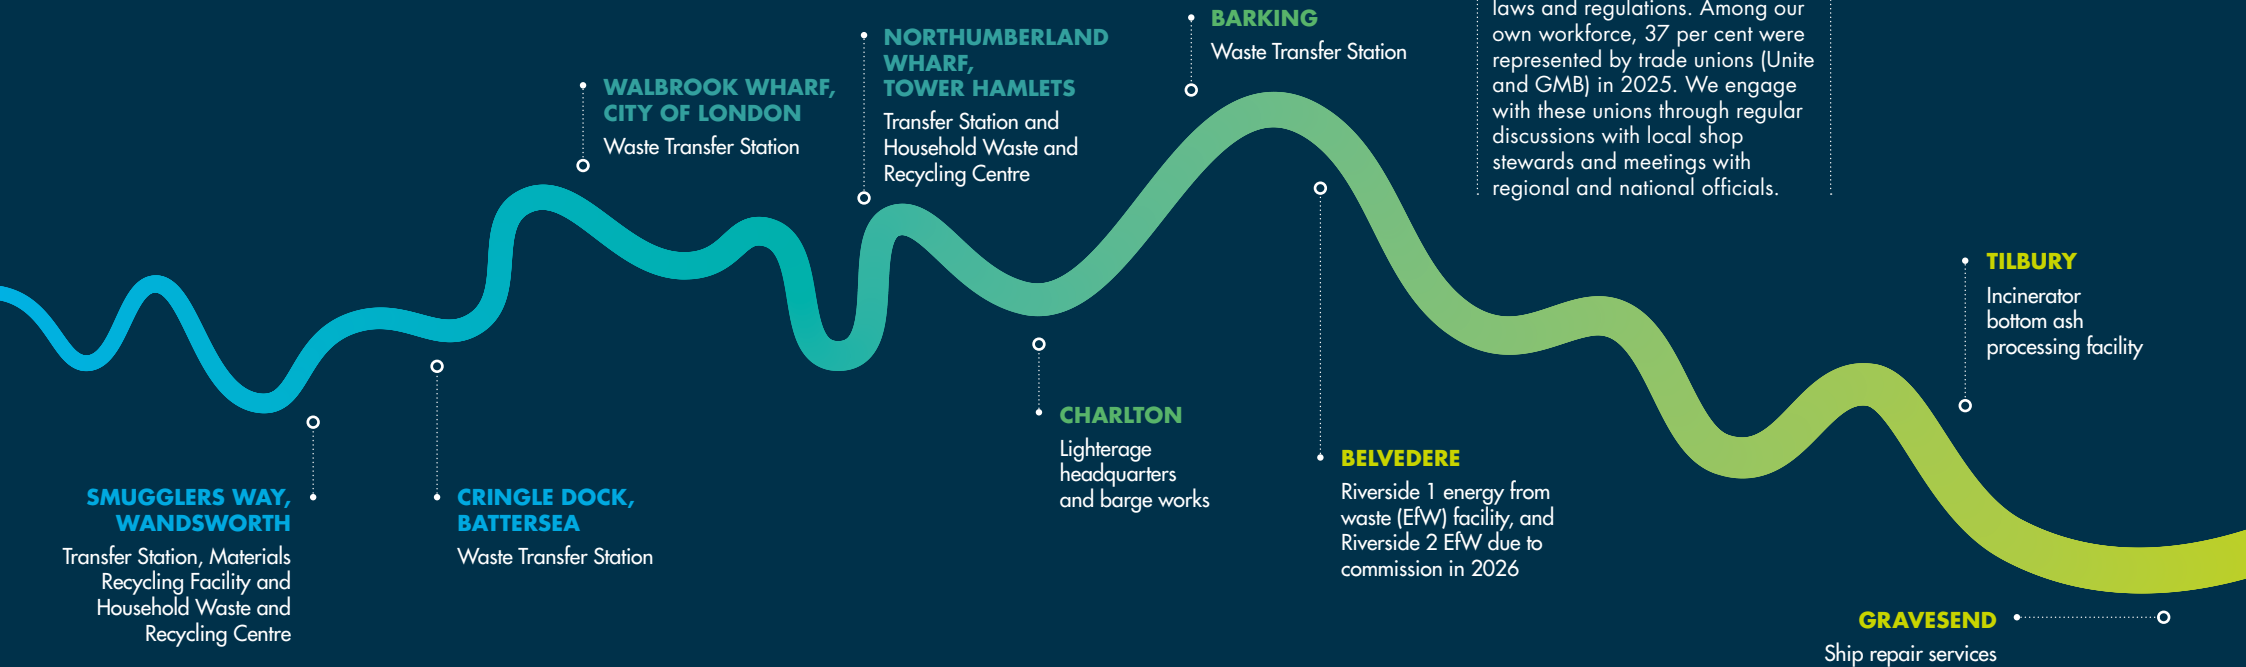 BARKING
Waste Transfer Station
laws and regulations. Among our
own workforce, 37 per cent were
represented by trade unions (Unite
and GMB) in 2025. We engage
with these unions through regular
discussions with local shop
stewards and meetings with
regional and national officials.
NORTHUMBERLAND
WHARF,
TOWER HAMLETS
Transfer Station and
Household Waste and
Recycling Centre
WALBROOK WHARF,
CITY OF LONDON
Waste Transfer Station
TILBURY
Incinerator
bottom ash
processing facility
CHARLTON
Lighterage
headquarters
and barge works
BELVEDERE
Riverside 1 energy from
waste (EfW) facility, and
Riverside 2 EfW due to
commission in 2026
SMUGGLERS WAY,
WANDSWORTH
Transfer Station, Materials
Recycling Facility and
Household Waste and
Recycling Centre
CRINGLE DOCK,
BATTERSEA
Waste Transfer Station
GRAVESEND
Ship repair services